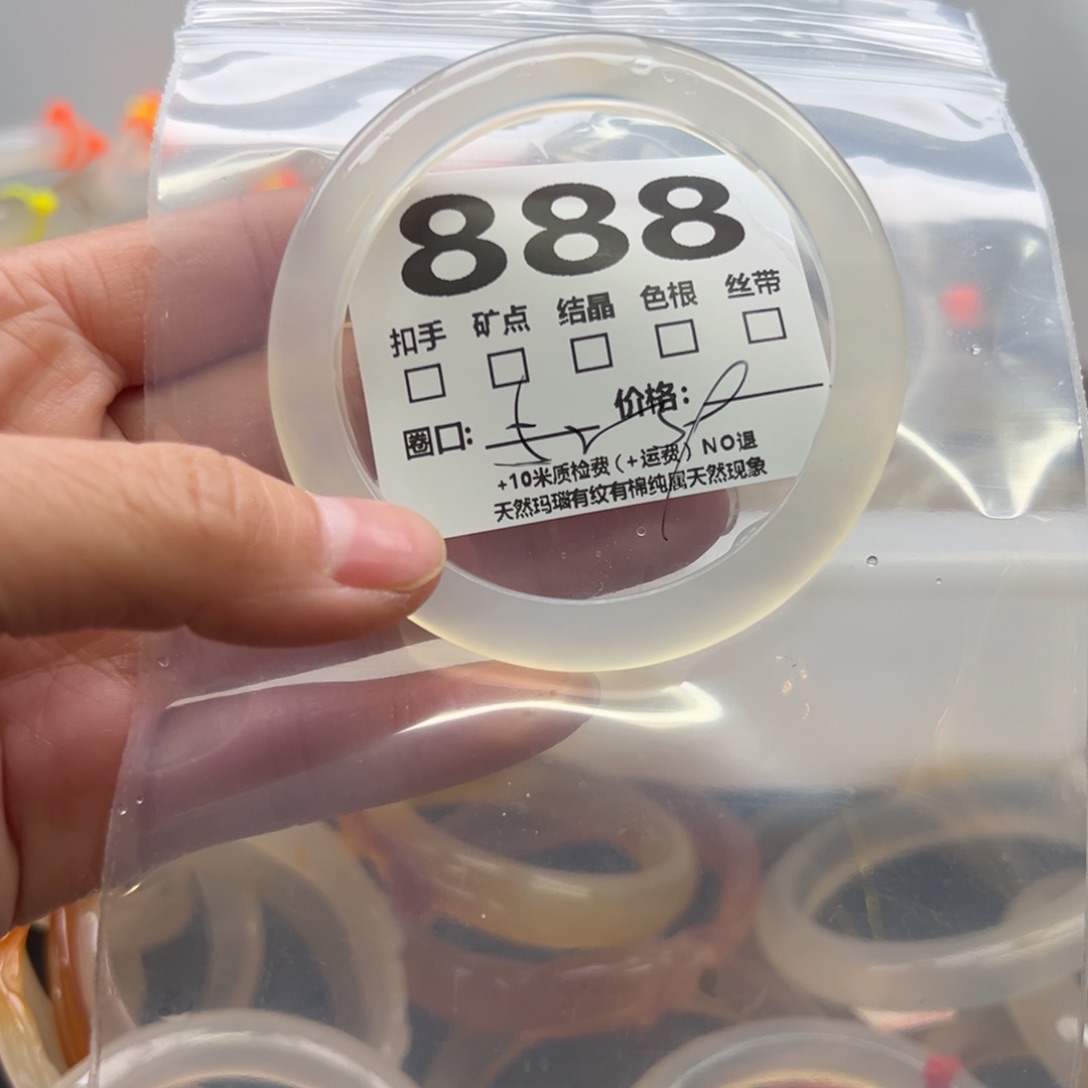 888
扣手 矿点 结晶 色根 丝带
圈口: 价格:
+10米质检费(+运费) NO退
天然玛瑙有纹有棉纯属天然现象